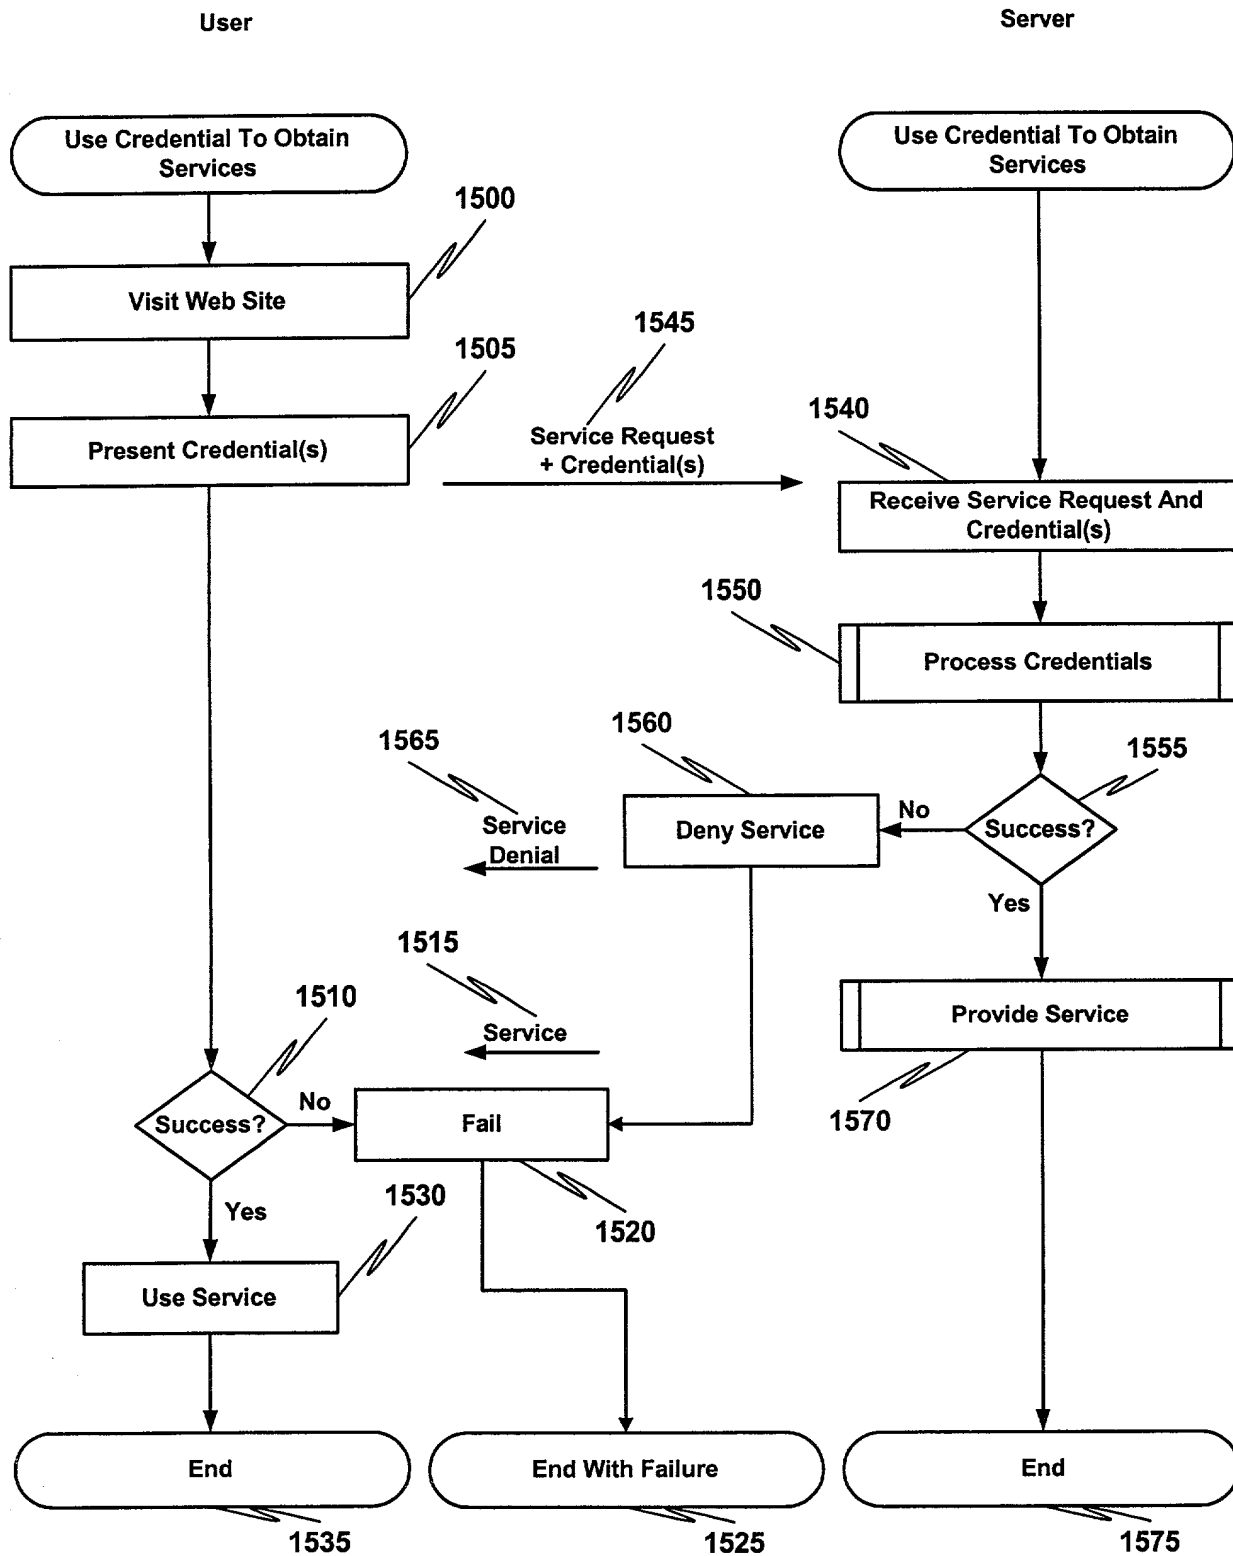 User
Server
Use Credential To Obtain
Services
Use Credential To Obtain
Services
1500
Visit Web Site
1505
1545
Present Credential(s)
Service Request
+ Credential(s)
1540
Receive Service Request And
Credential(s)
1550
Process Credentials
1560
1565
1555
Service
Denial
Deny Service
No
Success?
Yes
1515
1510
Service
Provide Service
1570
Success?
No
Fail
Yes
1530
1520
Use Service
End
End With Failure
End
1535
1525
1575